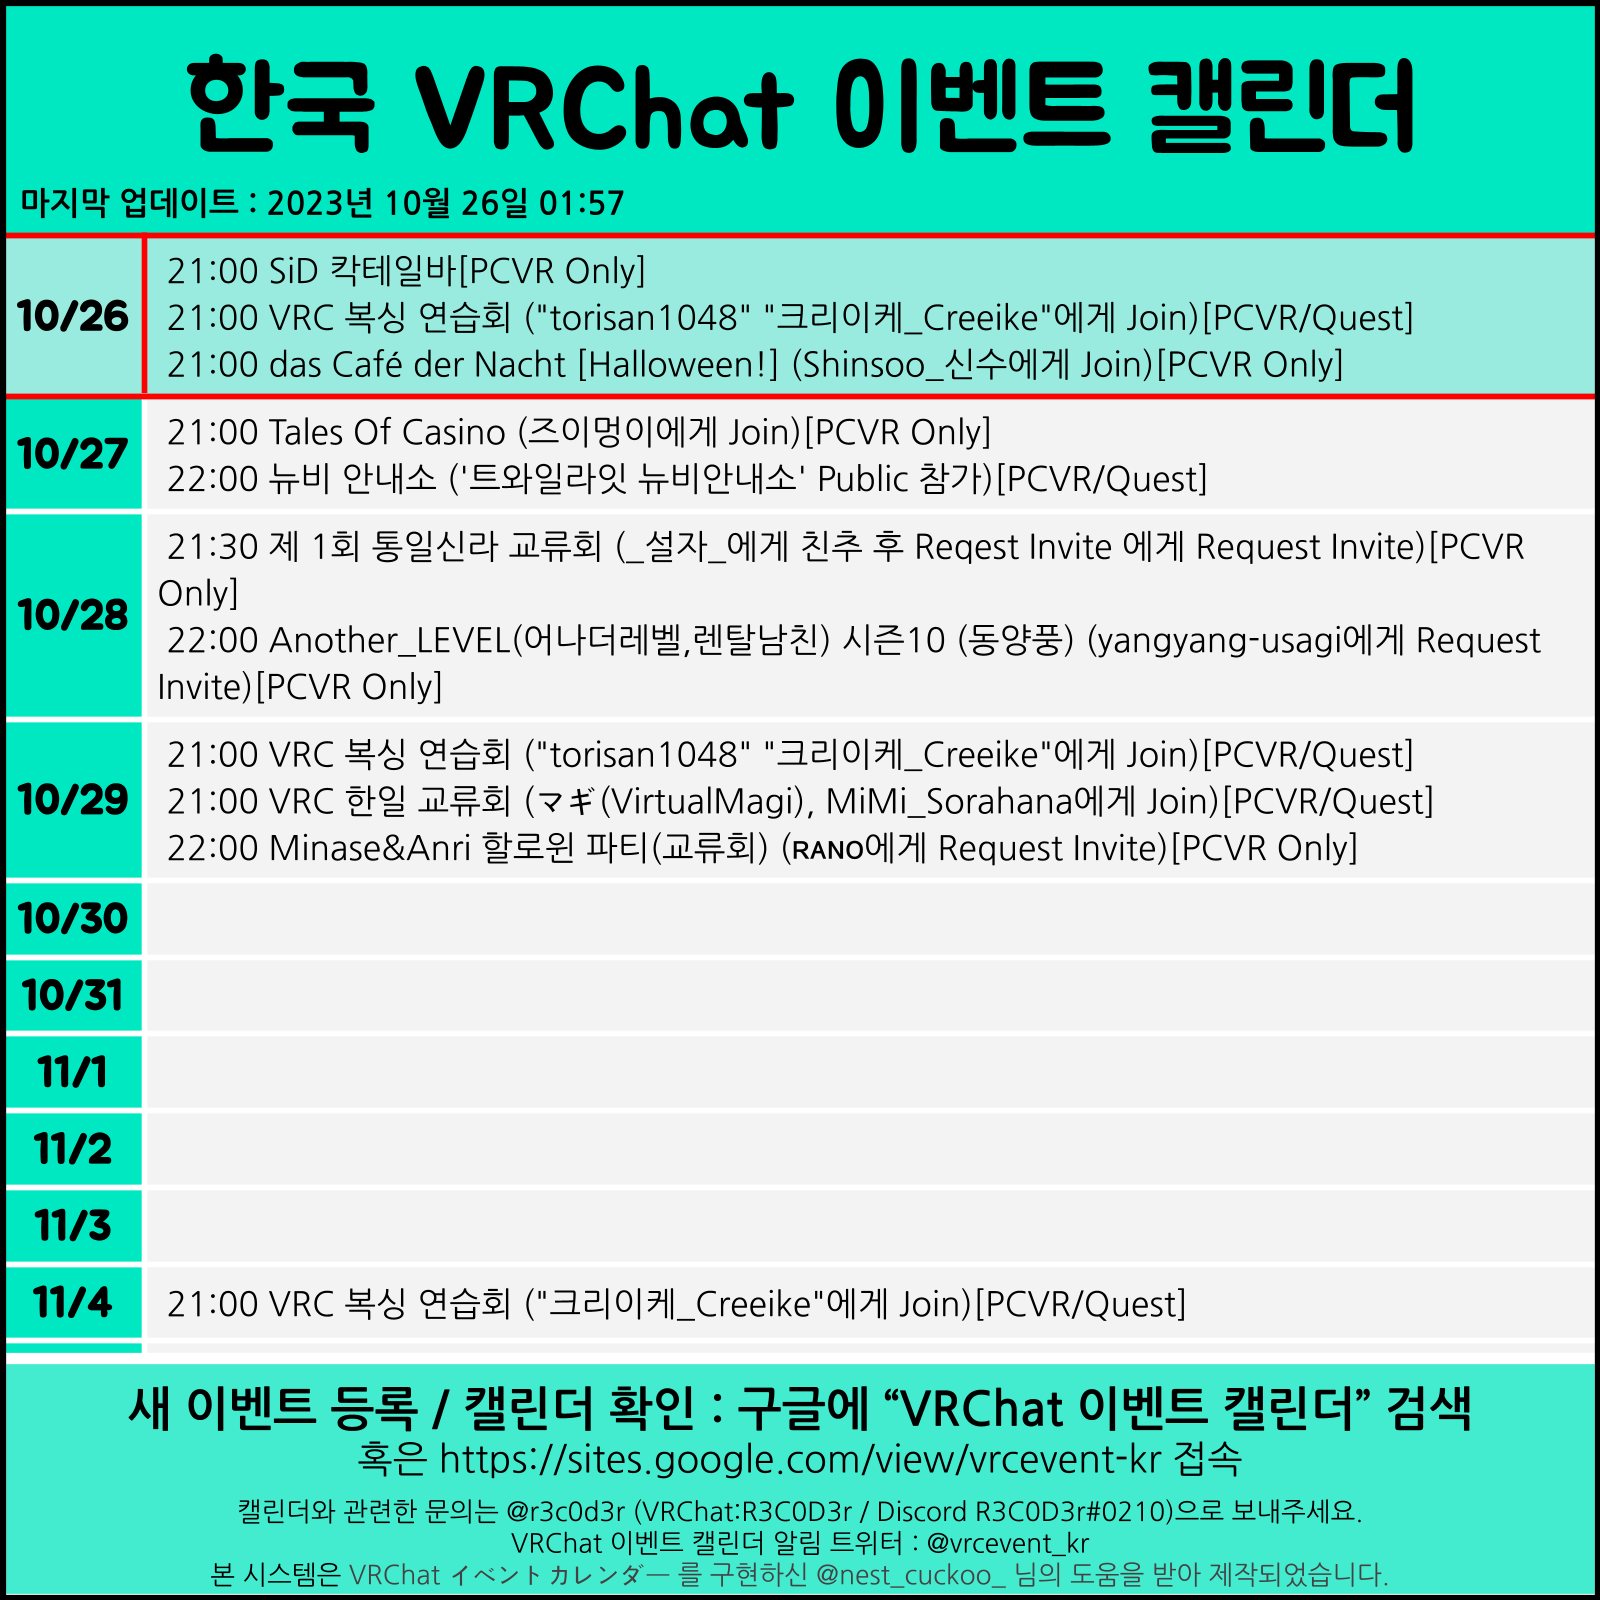 한국 VRChat 이벤트 캘린더
마지막 업데이트 : 2023년 10월 26일 01:57
10/26
21:00 SiD 칵테일바[PCVR Only]
21:00 VRC 복싱 연습회 ("torisan1048" "크리이케_Creeike"에게 Join)[PCVR/Quest]
21:00 das Café der Nacht [Halloween!] (Shinsoo_신수에게 Join)[PCVR Only]
10/27
21:00 Tales Of Casino (즈이멍이에게 Join)[PCVR Only]
22:00 뉴비 안내소 ('트와일라잇 뉴비안내소' Public 참가)[PCVR/Quest]
10/28
21:30 제 1회 통일신라 교류회 (_설자_에게 친추 후 Reqest Invite 에게 Request Invite)[PCVR
Only]
22:00 Another_LEVEL(어나더레벨,렌탈남친) 시즌10 (동양풍) (yangyang-usagi에게 Request
Invite)[PCVR Only]
10/29
21:00 VRC 복싱 연습회 ("torisan1048" "크리이케_Creeike"에게 Join)[PCVR/Quest]
21:00 VRC 한일 교류회 (マギ(VirtualMagi), MiMi_Sorahana에게 Join)[PCVR/Quest]
22:00 Minase&Anri 할로윈 파티(교류회) (ʀᴀɴᴏ에게 Request Invite)[PCVR Only]
10/30
10/31
11/1
11/2
11/3
11/4
21:00 VRC 복싱 연습회 ("크리이케_Creeike"에게 Join)[PCVR/Quest]
새 이벤트 등록 / 캘린더 확인 : 구글에 “VRChat 이벤트 캘린더” 검색
혹은 https://sites.google.com/view/vrcevent-kr 접속
캘린더와 관련한 문의는 @r3c0d3r (VRChat:R3C0D3r / Discord R3C0D3r#0210)으로 보내주세요.
VRChat 이벤트 캘린더 알림 트위터 : @vrcevent_kr
본 시스템은 VRChat イベントカレンダー 를 구현하신 @nest_cuckoo_ 님의 도움을 받아 제작되었습니다.